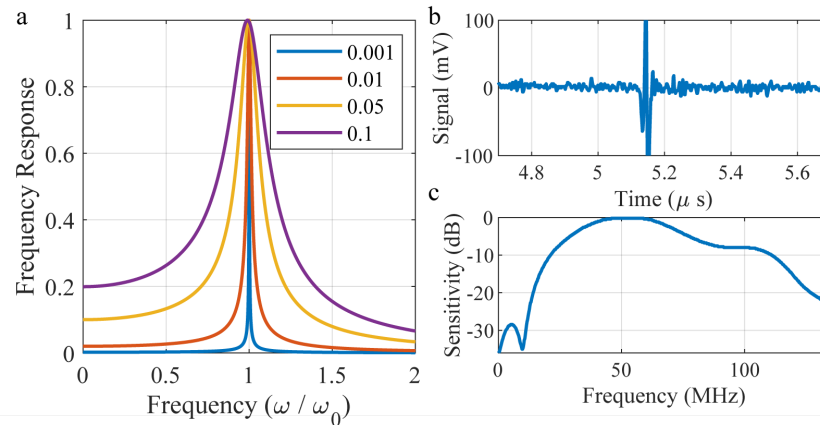 a
Frequency Response
1
0.8
0.6
0.4
0.2
0
0.001
0.01
0.05
0.1
0 0.5 1 1.5 2
Frequency (ω / ω0)
b
Signal (mV)
100
0
-100
4.8 5 5.2 5.4 5.6
Time (μ s)
c
Sensitivity (dB)
0
-10
-20
-30
0 50 100
Frequency (MHz)